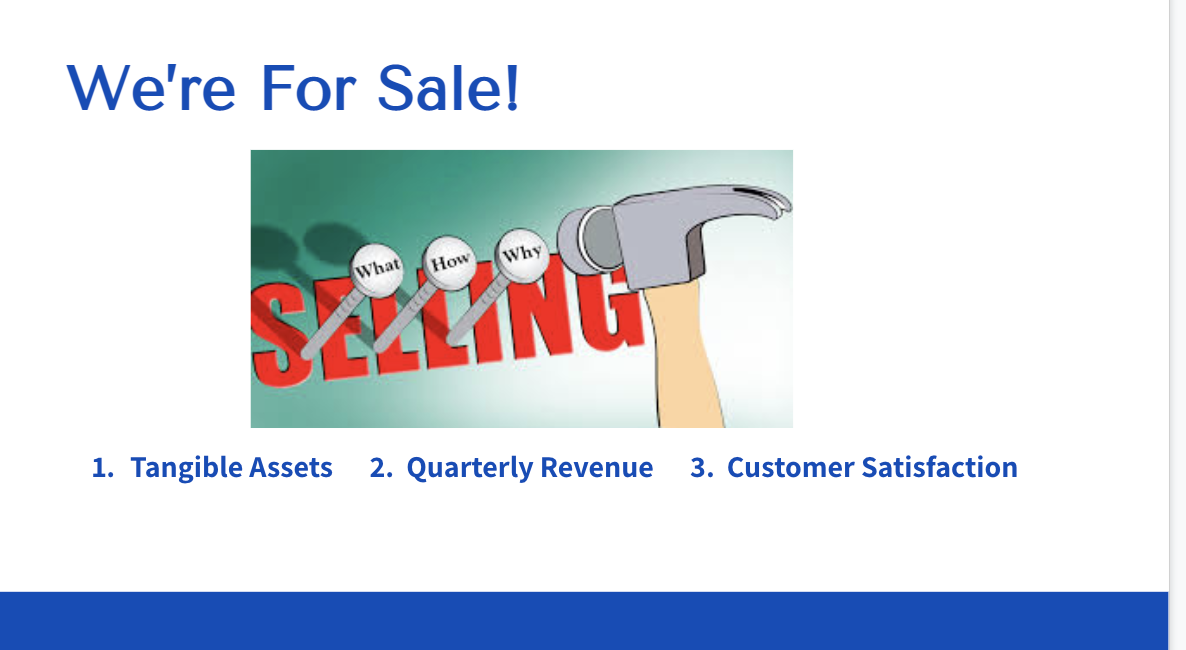 We're For Sale!
What How Why
SELLING
1. Tangible Assets 2. Quarterly Revenue 3. Customer Satisfaction